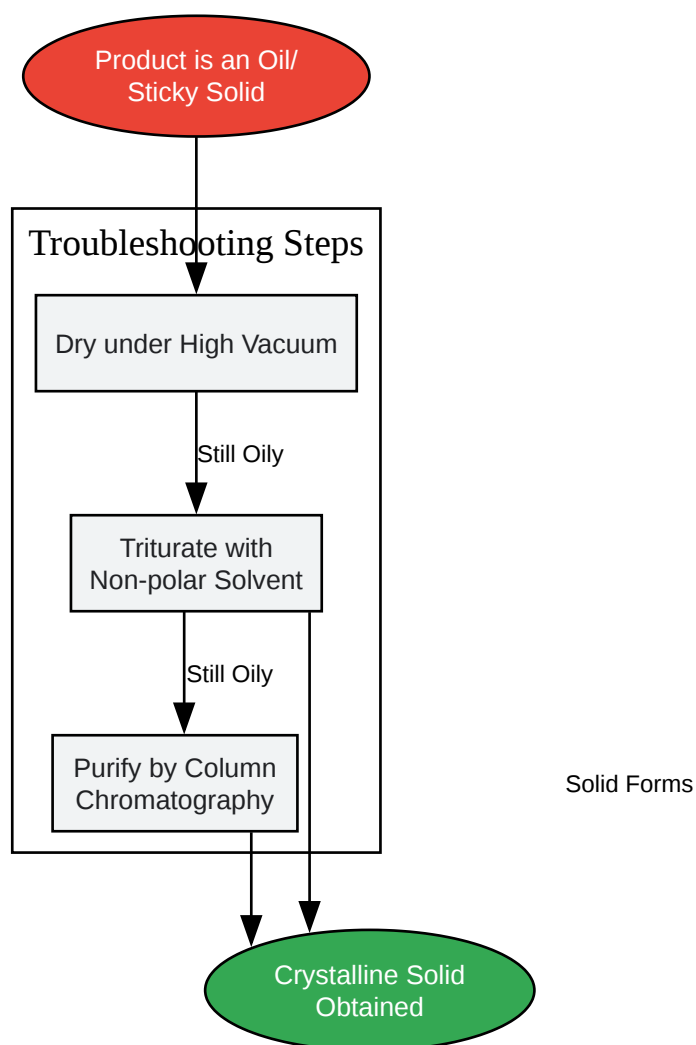 Product is an Oil/
Sticky Solid
Troubleshooting Steps
Dry under High Vacuum
Still Oily
Triturate with
Non-polar Solvent
Still Oily
Purify by Column
Chromatography
Solid Forms
Crystalline Solid
Obtained